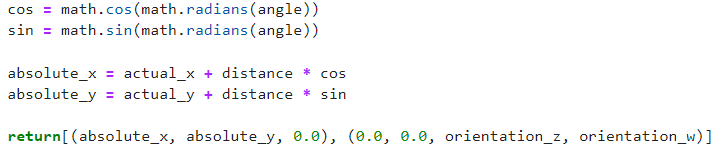 cos = math.cos(math.radians(angle))
sin = math.sin(math.radians(angle))

absolute_x = actual_x + distance * cos
absolute_y = actual_y + distance * sin

return[(absolute_x, absolute_y, 0.0), (0.0, 0.0, orientation_z, orientation_w)]